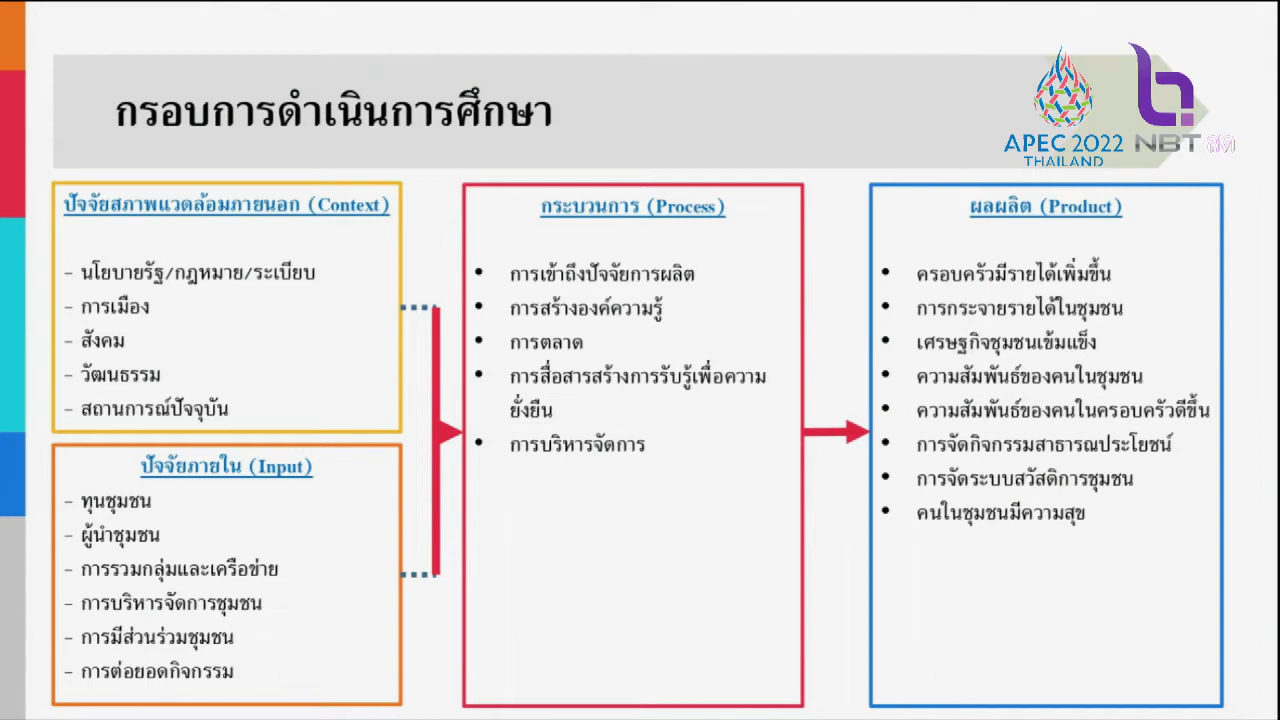 กรอบการดำเนินการศึกษา
APEC 2022
THAILAND
NBT สด
ปัจจัยสภาพแวดล้อมภายนอก (Context)
- นโยบายรัฐ/กฎหมาย/ระเบียบ
- การเมือง
- สังคม
- วัฒนธรรม
- สถานการณ์ปัจจุบัน
ปัจจัยภายใน (Input)
- ทุนชุมชน
- ผู้นำชุมชน
- การรวมกลุ่มและเครือข่าย
- การบริหารจัดการชุมชน
- การมีส่วนร่วมชุมชน
- การต่อยอดกิจกรรม
กระบวนการ (Process)
• การเข้าถึงปัจจัยการผลิต
• การสร้างองค์ความรู้
• การตลาด
• การสื่อสารสร้างการรับรู้เพื่อความ
ยั่งยืน
• การบริหารจัดการ
ผลผลิต (Product)
• ครอบครัวมีรายได้เพิ่มขึ้น
• การกระจายรายได้ในชุมชน
• เศรษฐกิจชุมชนเข้มแข็ง
• ความสัมพันธ์ของคนในชุมชน
• ความสัมพันธ์ของคนในครอบครัวดีขึ้น
• การจัดกิจกรรมสาธารณประโยชน์
• การจัดระบบสวัสดิการชุมชน
• คนในชุมชนมีความสุข